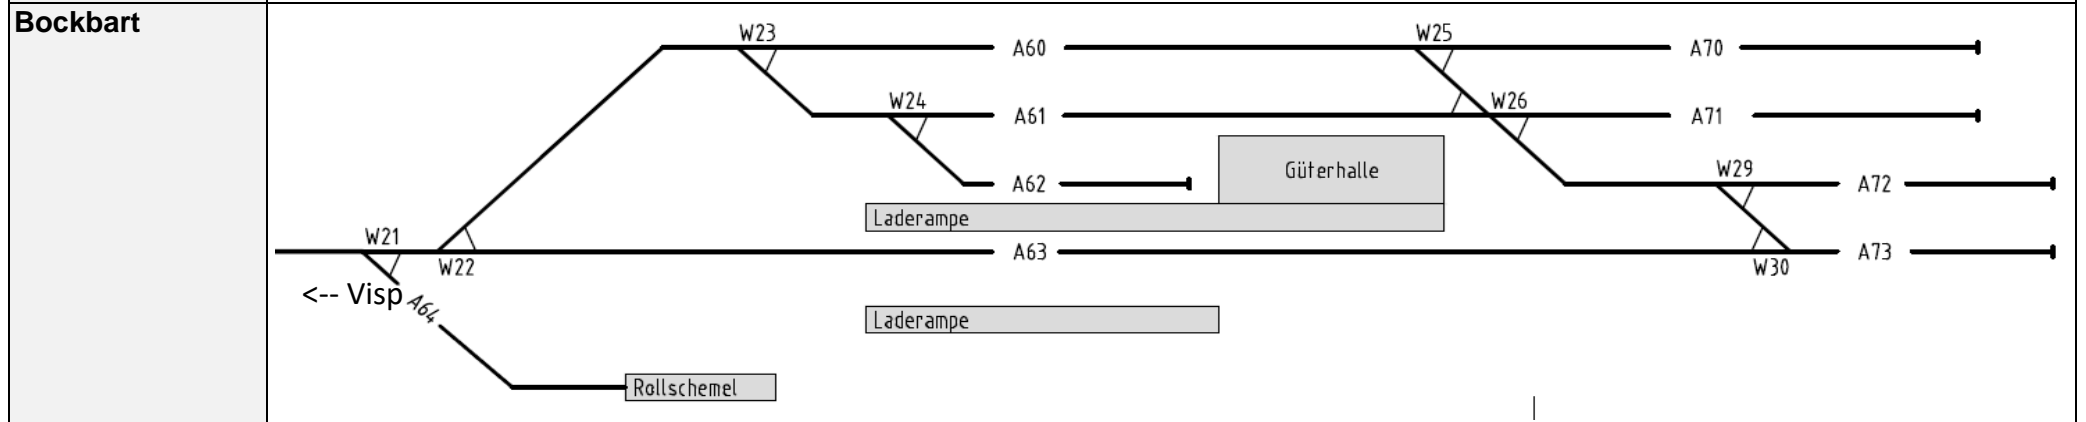 Bockbart
W23
W25
A60
A70
W24
W26
A61
A71
Güterhalle
W29
A62
A72
Laderampe
W21
A63
A73
W22
W30
<-- Visp
A64
Laderampe
Rollschemel